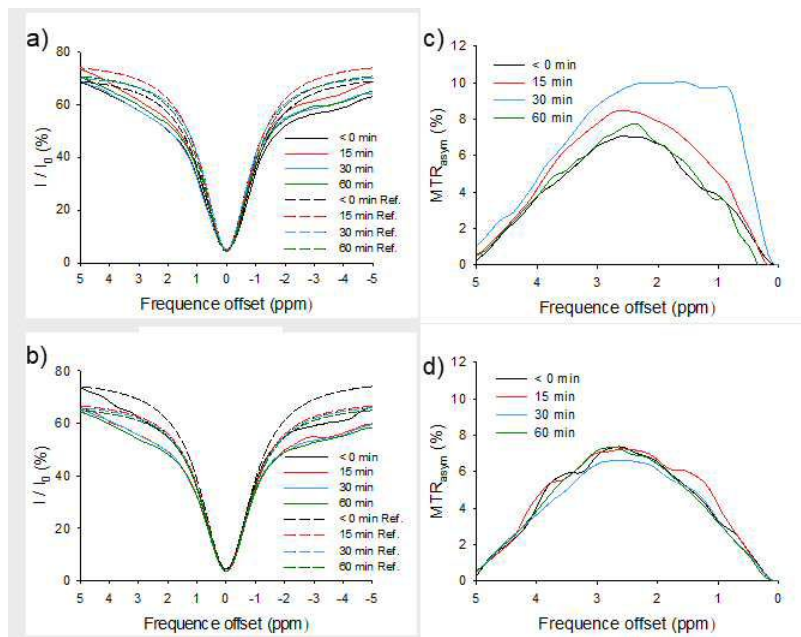 a)
80
60
40
20
0
I / I0 (%)
< 0 min
15 min
30 min
60 min
< 0 min Ref.
15 min Ref.
30 min Ref.
60 min Ref.
5 4 3 2 1 0 -1 -2 -3 -4 -5
Frequence offset (ppm)
c)
12
10
8
6
4
2
0
MTRasym (%)
< 0 min
15 min
30 min
60 min
5 4 3 2 1 0
Frequence offset (ppm)
b)
80
60
40
20
0
I / I0 (%)
< 0 min
15 min
30 min
60 min
< 0 min Ref.
15 min Ref.
30 min Ref.
60 min Ref.
5 4 3 2 1 0 -1 -2 -3 -4 -5
Frequence offset (ppm)
d)
12
10
8
6
4
2
0
MTRasym (%)
< 0 min
15 min
30 min
60 min
5 4 3 2 1 0
Frequence offset (ppm)